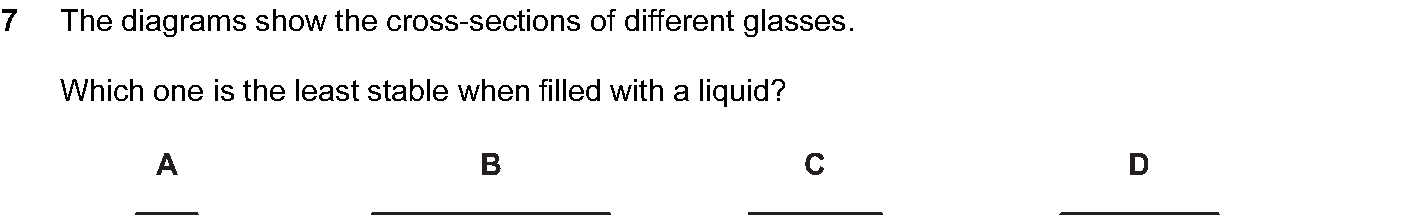 7 The diagrams show the cross-sections of different glasses.
Which one is the least stable when filled with a liquid?
A B C D